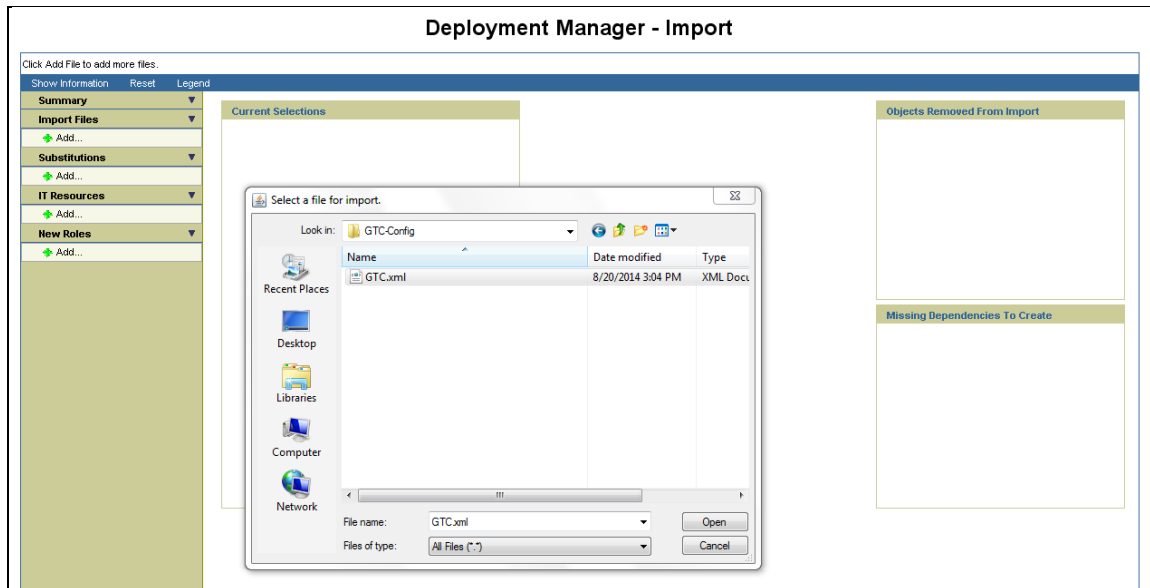 Deployment Manager - Import
Click Add File to add more files.
Show Information Reset Legend
Summary
Import Files
Add...
Substitutions
Add...
IT Resources
Add...
New Roles
Add...
Current Selections
Objects Removed From Import
Missing Dependencies To Create
Select a file for import.
Look in: GTC-Config
Name Date modified Type
GTC.xml 8/20/2014 3:04 PM XML Docu
Recent Places
Desktop
Libraries
Computer
Network
File name: GTC.xml Open
Files of type: All Files (*.*) Cancel